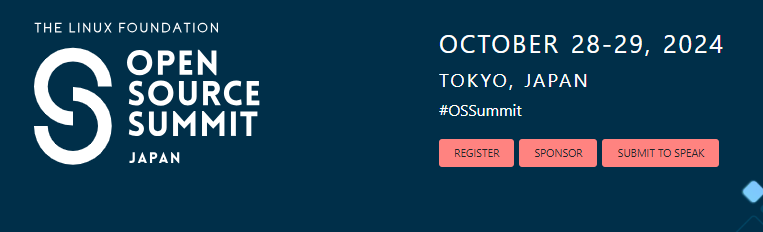 THE LINUX FOUNDATION
OPEN
SOURCE
SUMMIT
JAPAN
OCTOBER 28-29, 2024
TOKYO, JAPAN
#OSSummit
REGISTER
SPONSOR
SUBMIT TO SPEAK